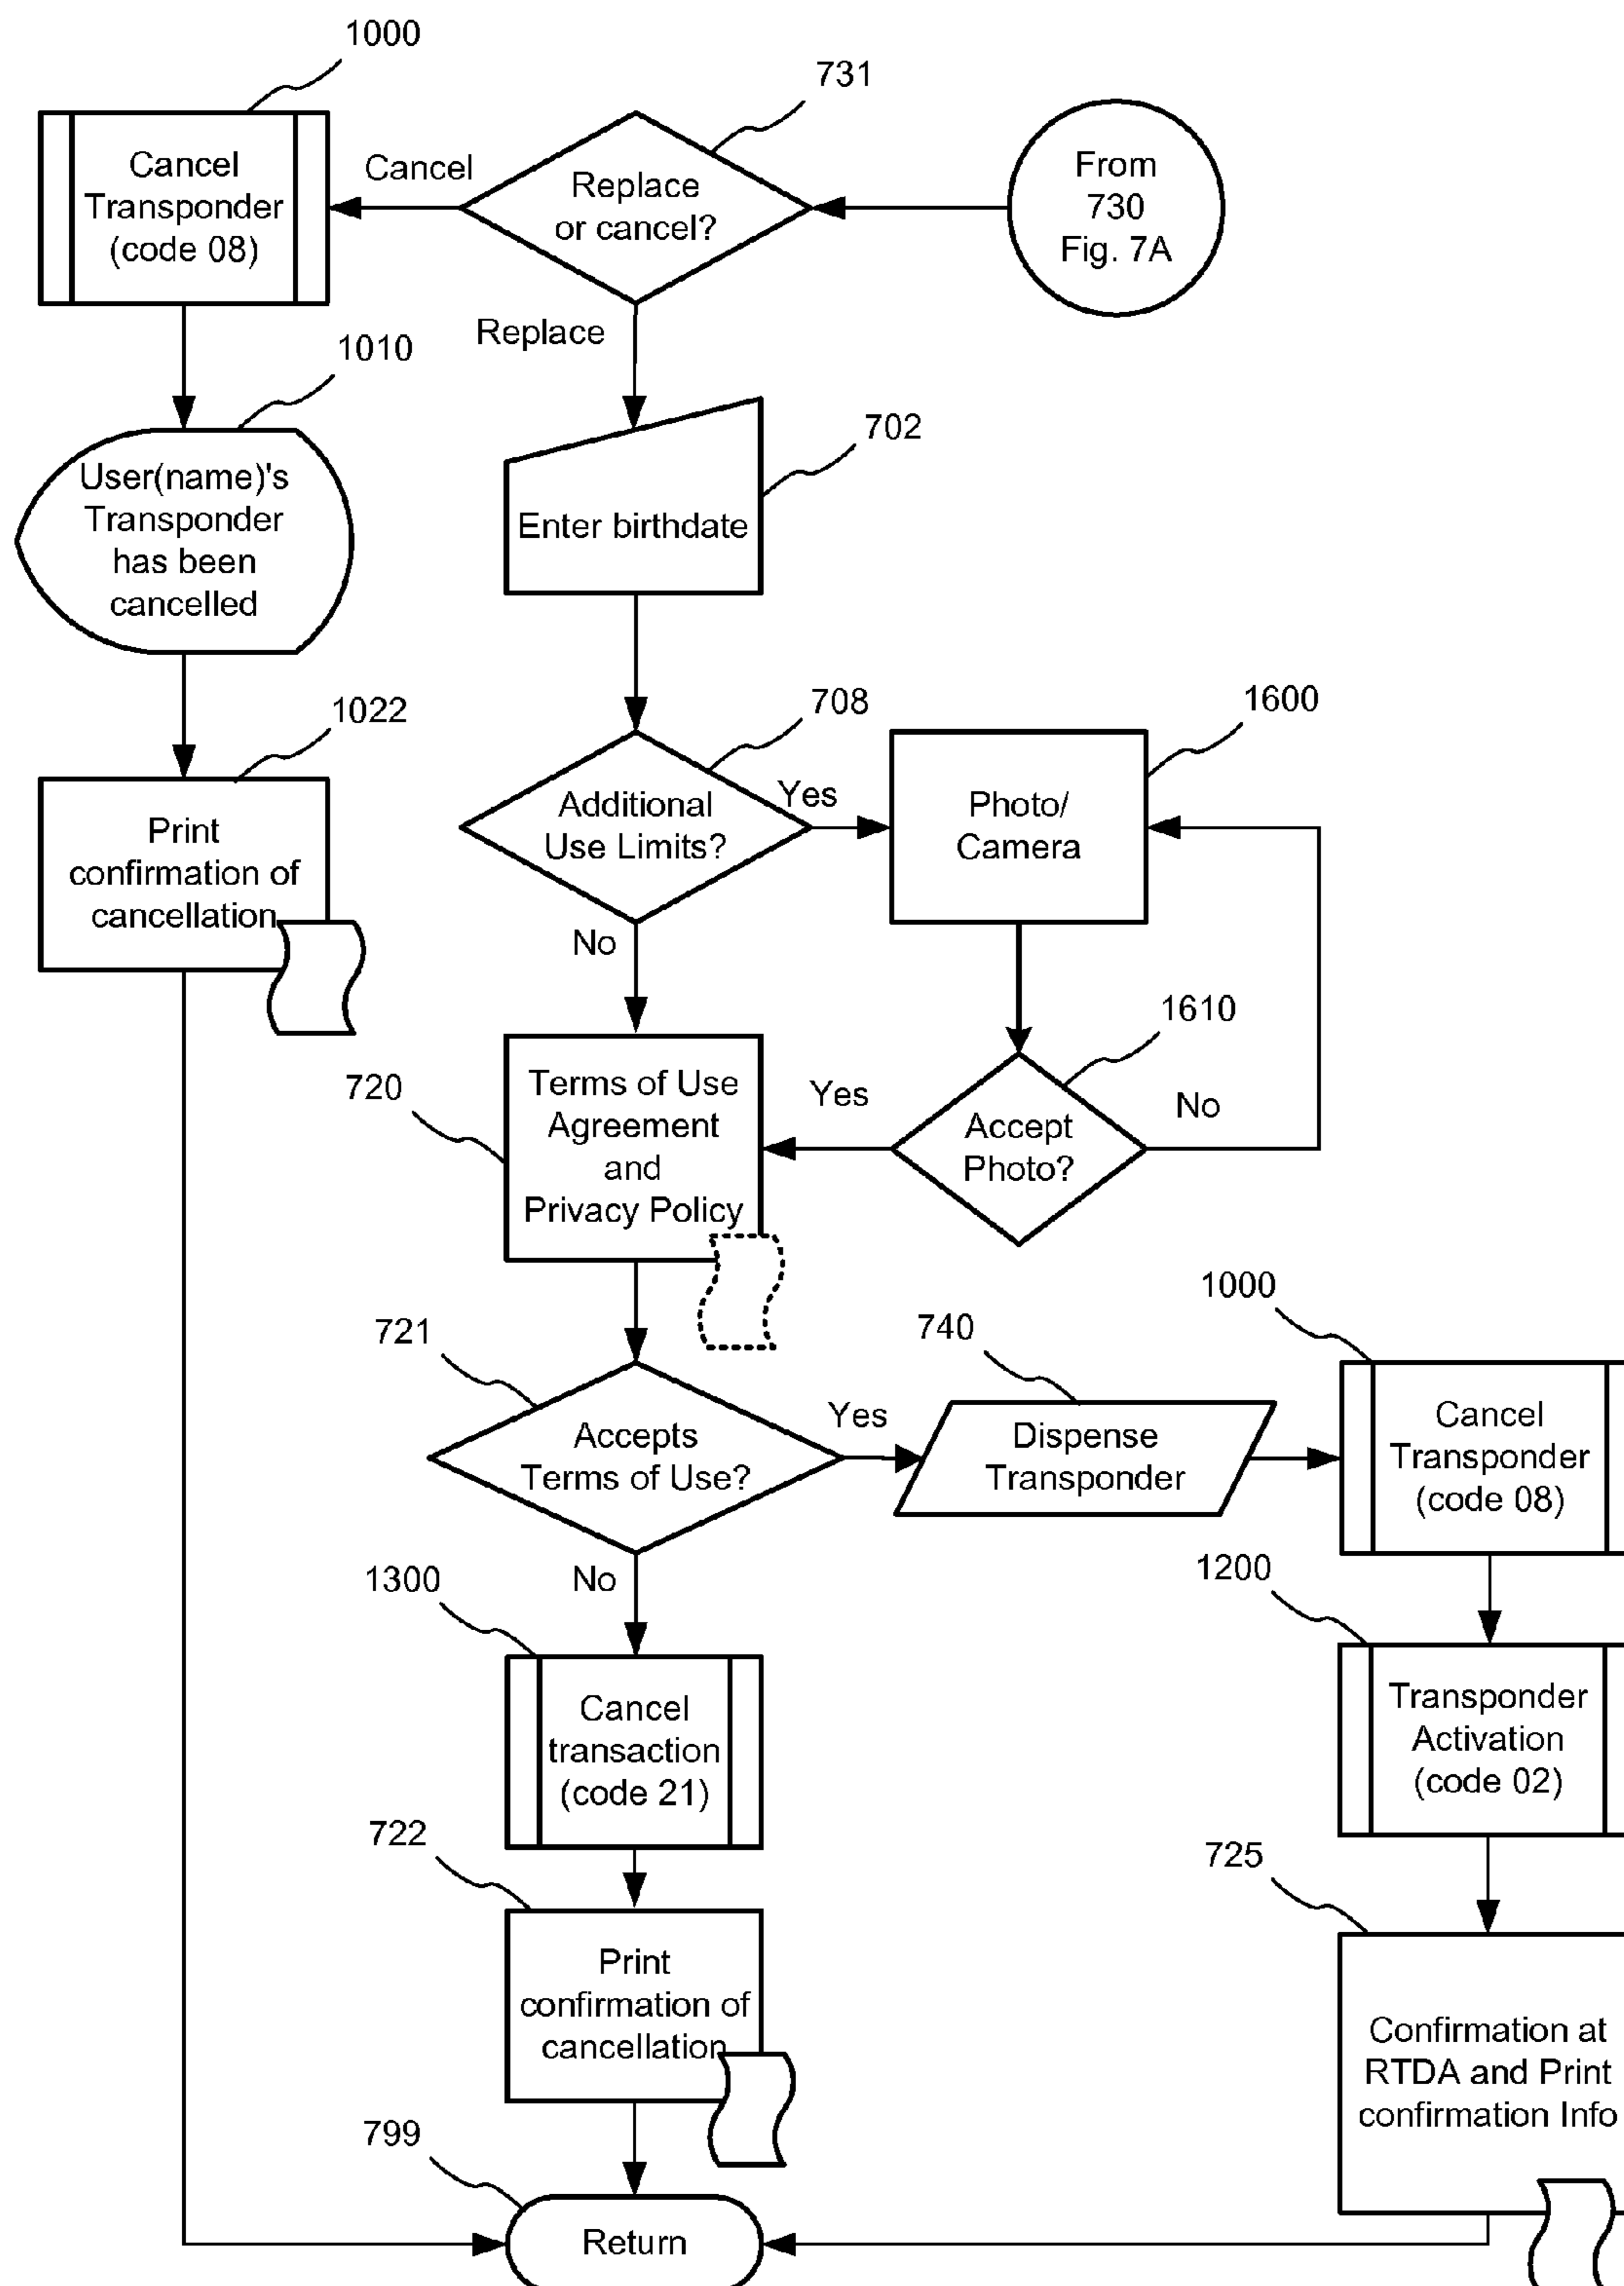 1000
731
Cancel
Transponder
(code 08)
Cancel
Replace
or cancel?
From
730
Fig. 7A
Replace
1010
702
User(name)'s
Transponder
has been
cancelled
Enter birthdate
1022
708
1600
Print
confirmation of
cancellation
Additional
Use Limits?
Yes
Photo/
Camera
No
1610
720
Terms of Use
Agreement
and
Privacy Policy
Yes
Accept
Photo?
No
721
740
1000
Accepts
Terms of Use?
Yes
Dispense
Transponder
Cancel
Transponder
(code 08)
No
1300
1200
Cancel
transaction
(code 21)
Transponder
Activation
(code 02)
722
725
Print
confirmation of
cancellation
Confirmation at
RTDA and Print
confirmation Info
799
Return